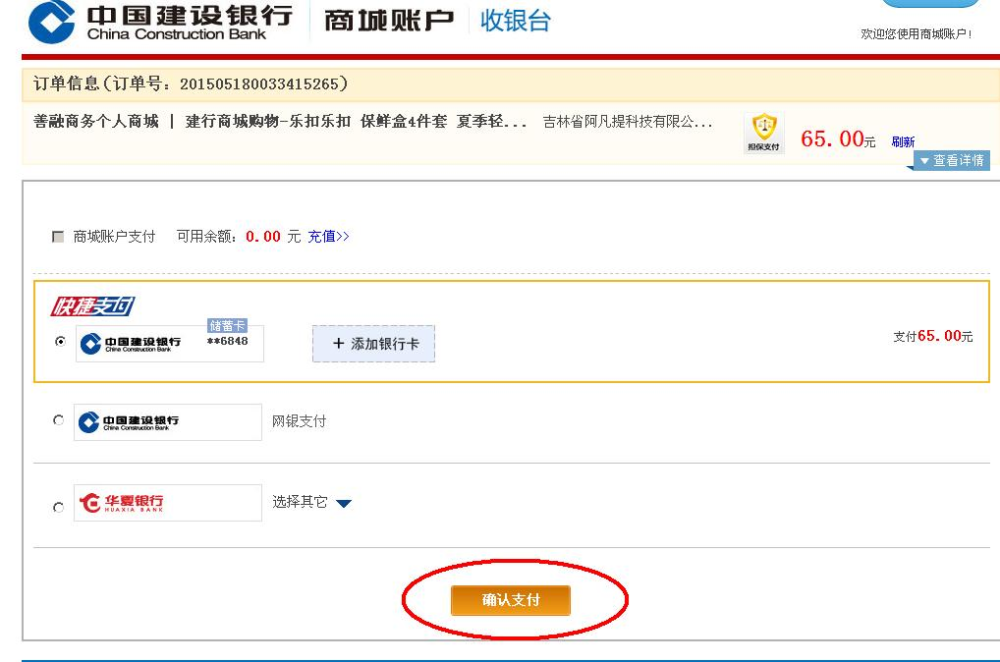 中国建设银行 商城账户 收银台
China Construction Bank
欢迎您使用商城账户!
订单信息(订单号: 201505180033415265)
善融商务个人商城 | 建行商城购物-乐扣乐扣 保鲜盒4件套 夏季轻... 吉林省阿凡提科技有限公...
担保支付
65.00元 刷新
▼查看详情
商城账户支付 可用余额: 0.00 元 充值>>
快捷支付
储蓄卡
中国建设银行 **6848
China Construction Bank
+ 添加银行卡
支付65.00元
中国建设银行 网银支付
China Construction Bank
华夏银行 选择其它
HUAXIA BANK
确认支付